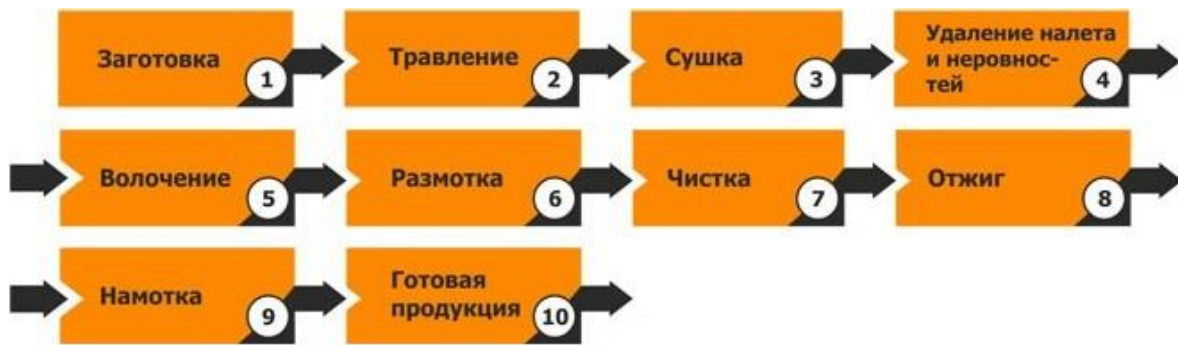 Заготовка
1
Травление
2
Сушка
3
Удаление налета
и неровнос-
тей
4
Волочение
5
Размотка
6
Чистка
7
Отжиг
8
Намотка
9
Готовая
продукция
10